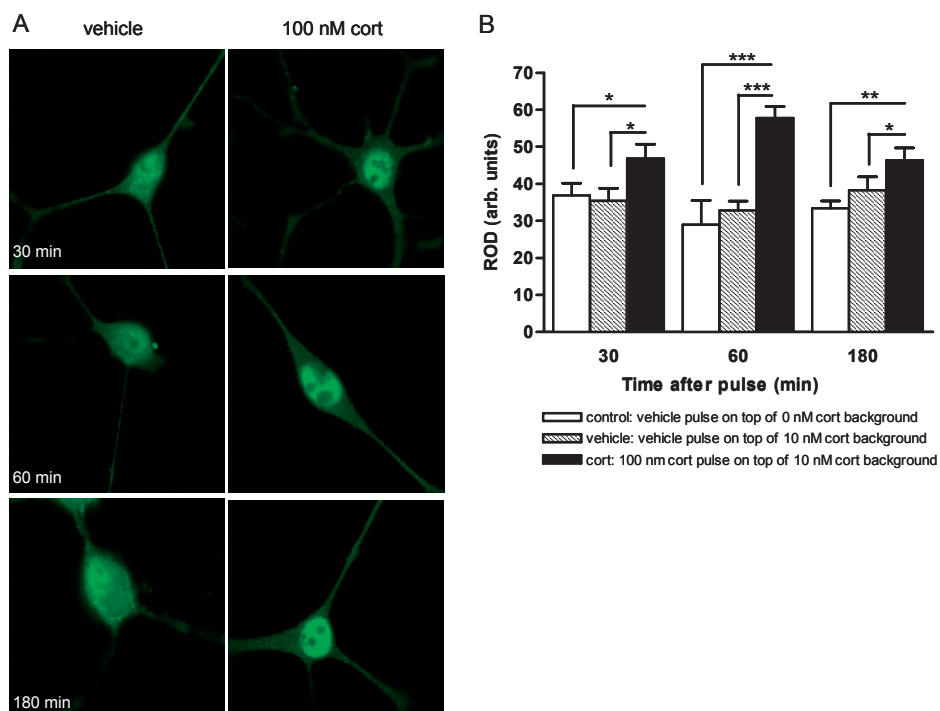 A
vehicle
100 nM cort
30 min
60 min
180 min
B
ROD (arb. units)
70
60
50
40
30
20
10
0
*
*
***
***
**
*
30 60 180
Time after pulse (min)
control: vehicle pulse on top of 0 nM cort background
vehicle: vehicle pulse on top of 10 nM cort background
cort: 100 nm cort pulse on top of 10 nM cort background